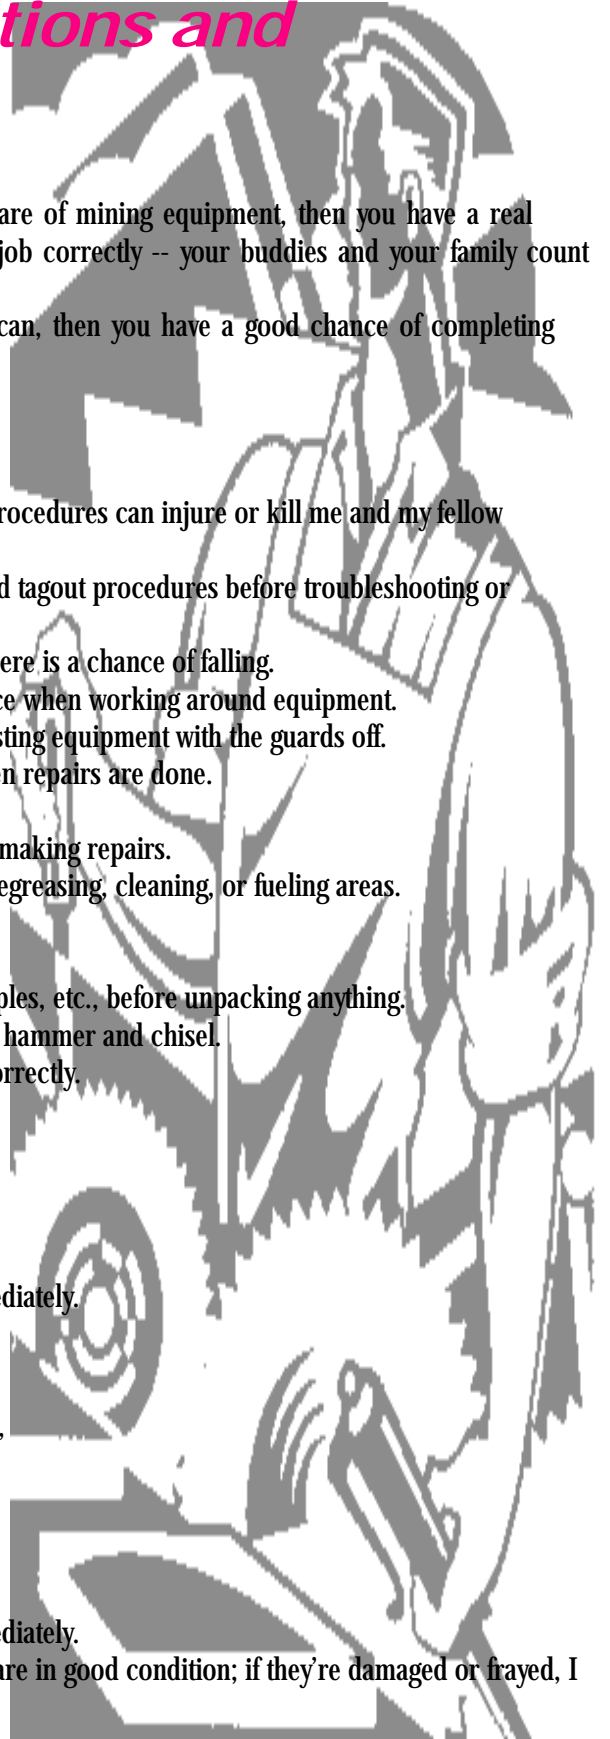 tions and
are of mining equipment, then you have a real
job correctly -- your buddies and your family count
can, then you have a good chance of completing
rocedures can injure or kill me and my fellow
d tagout procedures before troubleshooting or
ere is a chance of falling.
ce when working around equipment.
sting equipment with the guards off.
en repairs are done.
making repairs.
egreasing, cleaning, or fueling areas.
ples, etc., before unpacking anything.
hammer and chisel.
orrectly.
ediately.
,
ediately.
are in good condition; if they’re damaged or frayed, I